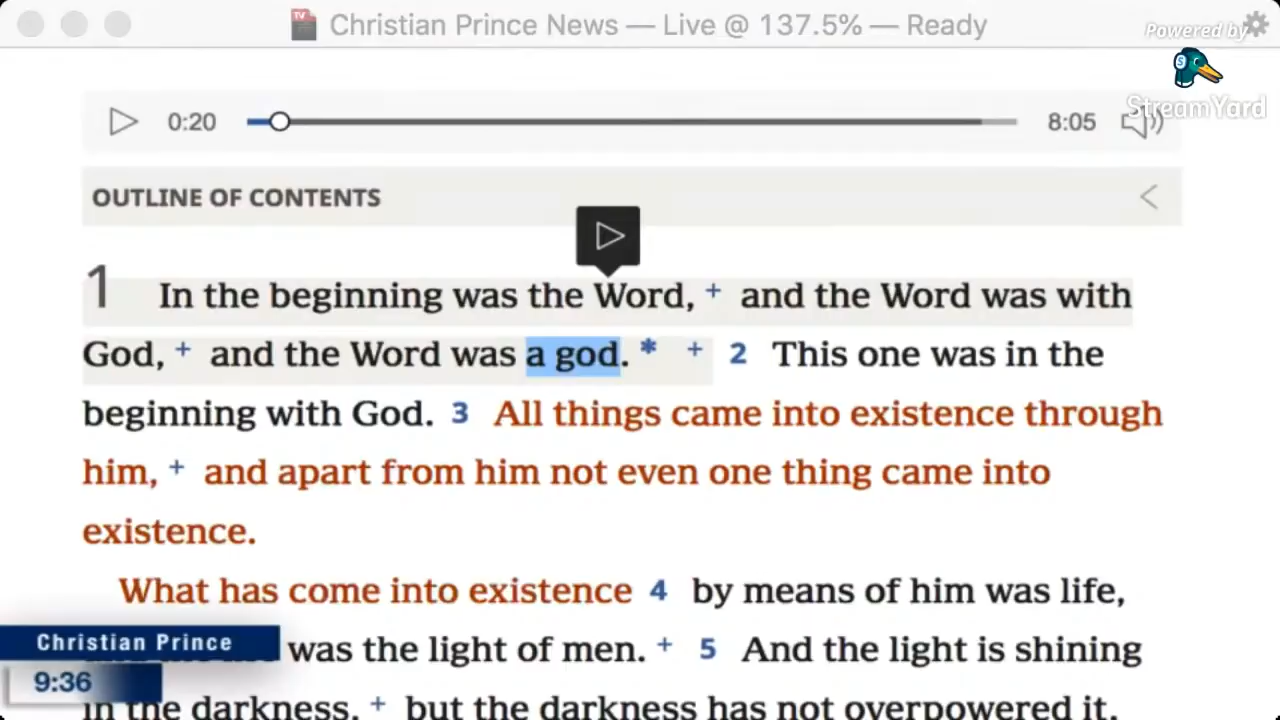 Christian Prince News — Live @ 137.5% — Ready
Powered by
StreamYard
0:20 8:05
OUTLINE OF CONTENTS
1 In the beginning was the Word, + and the Word was with
God, + and the Word was a god. * + 2 This one was in the
beginning with God. 3 All things came into existence through
him, + and apart from him not even one thing came into
existence.
What has come into existence 4 by means of him was life,
was the light of men. + 5 And the light is shining
in the darkness, + but the darkness has not overpowered it.
Christian Prince
9:36